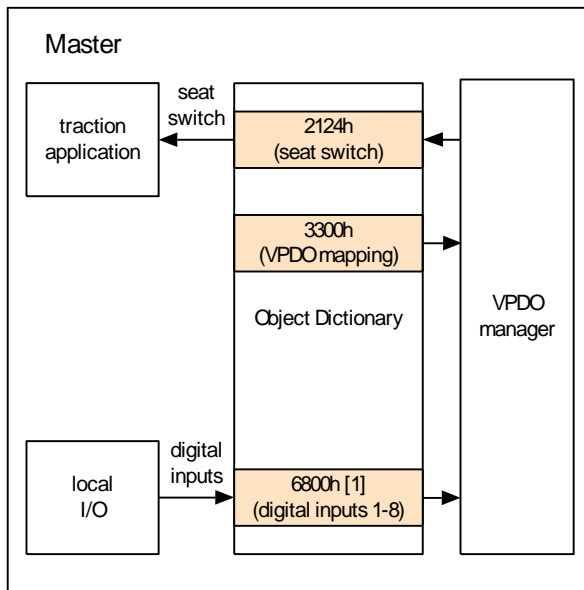 Master
seat
switch
traction
application
2124h
(seat switch)
3300h
(VPDO mapping)
Object Dictionary
VPDO
manager
digital
inputs
local
I/O
6800h [1]
(digital inputs 1-8)